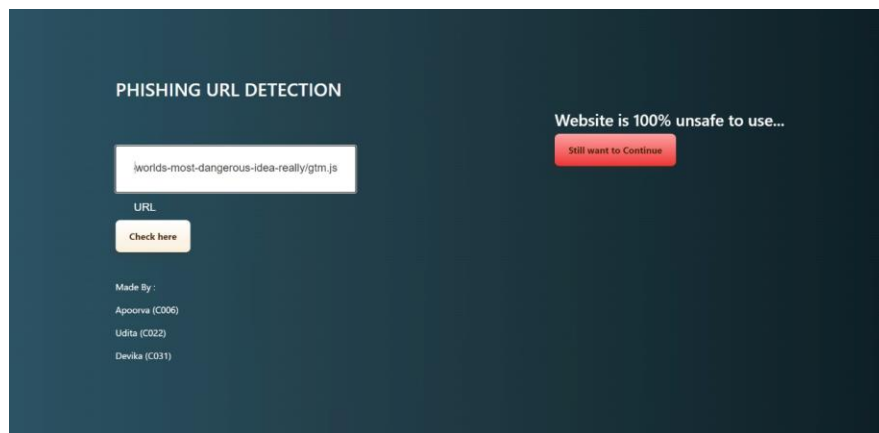 PHISHING URL DETECTION
worlds-most-dangerous-idea-really/gtm.js
URL
Check here
Made By :
Apoorva (C006)
Udita (C022)
Devika (C031)
Website is 100% unsafe to use...
Still want to Continue